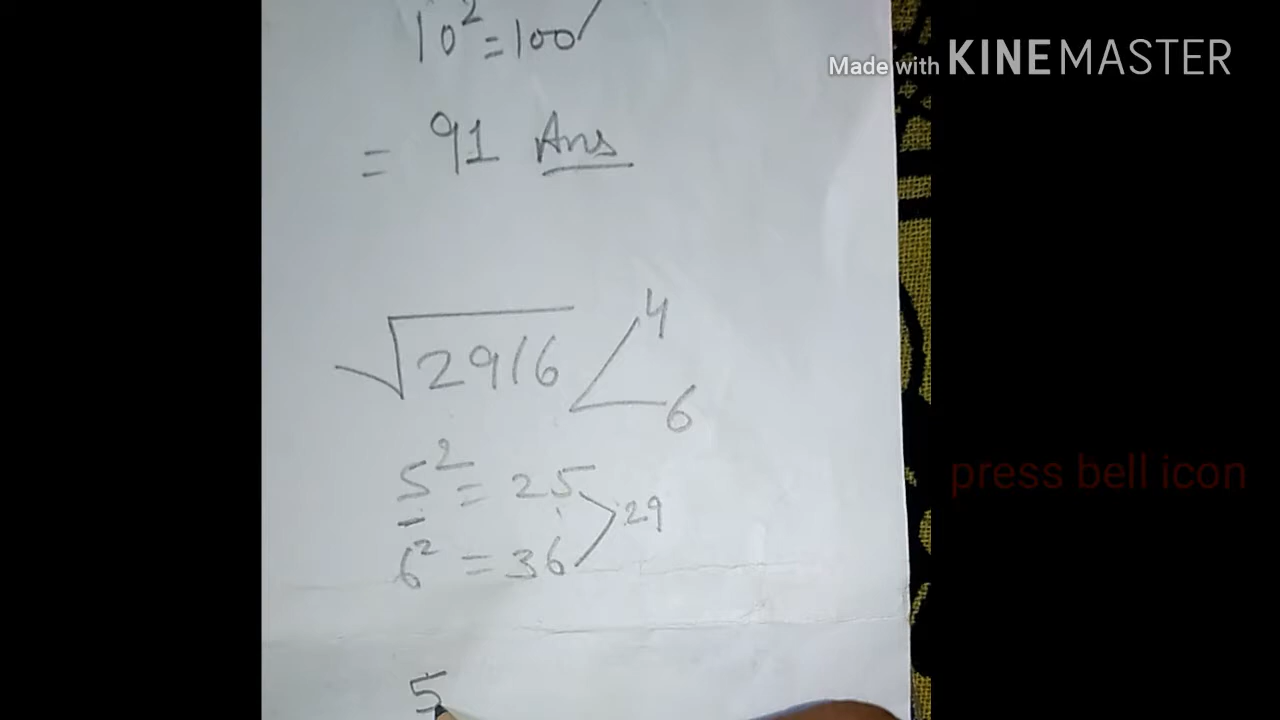 10² = 100
Made with KINEMASTER
= 91 Ans
√2916 4
6
5² = 25
29
6² = 36
press bell icon
5